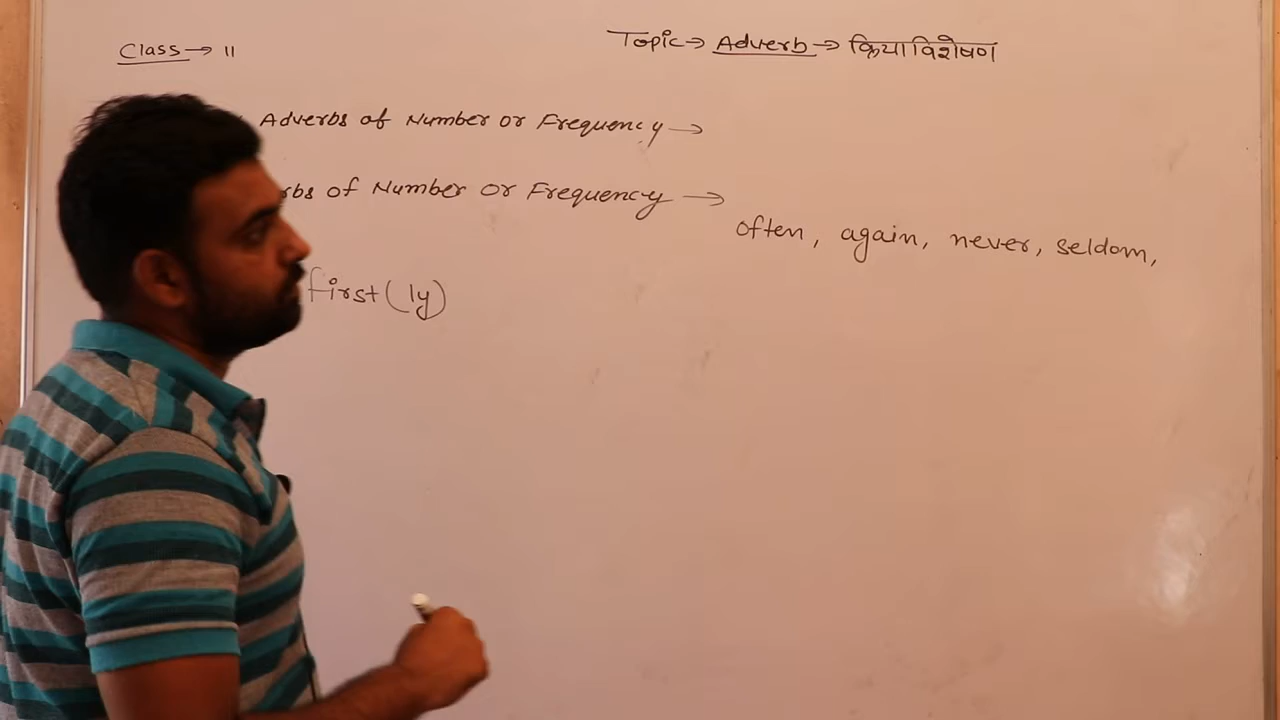 Class → 11
Topic → Adverb → क्रिया विशेषण
Adverbs of Number or Frequency →
of Number or Frequency →
often, again, never, seldom,
first(ly)